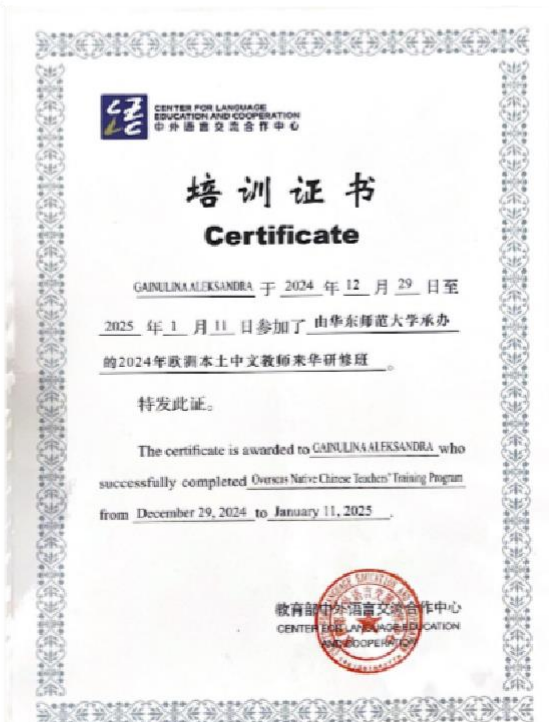 CENTER FOR LANGUAGE
EDUCATION AND COOPERATION
中外语言交流合作中心
培训证书
Certificate
GAINULINA ALEKSANDRA 于 2024 年 12 月 29 日至
2025 年 1 月 11 日参加了 由华东师范大学承办
的2024年欧洲本土中文教师来华研修班 。
特发此证。
The certificate is awarded to GAINULINA ALEKSANDRA who
successfully completed Overseas Native Chinese Teachers' Training Program
from December 29, 2024 to January 11, 2025 .
教育部中外语言交流合作中心
CENTER FOR LANGUAGE EDUCATION
AND COOPERATION